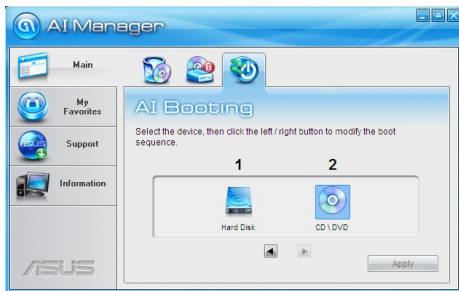 AI Manager
Main
My
Favorites
Support
Information
AI Booting
Select the device, then click the left / right button to modify the boot
sequence.
1 2
Hard Disk CD \ DVD
Apply
ASUS